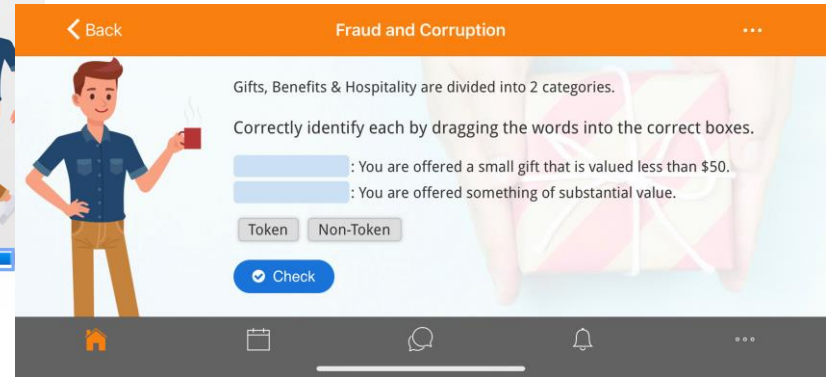 Back
Fraud and Corruption
Gifts, Benefits & Hospitality are divided into 2 categories.
Correctly identify each by dragging the words into the correct boxes.
: You are offered a small gift that is valued less than $50.
: You are offered something of substantial value.
Token Non-Token
Check